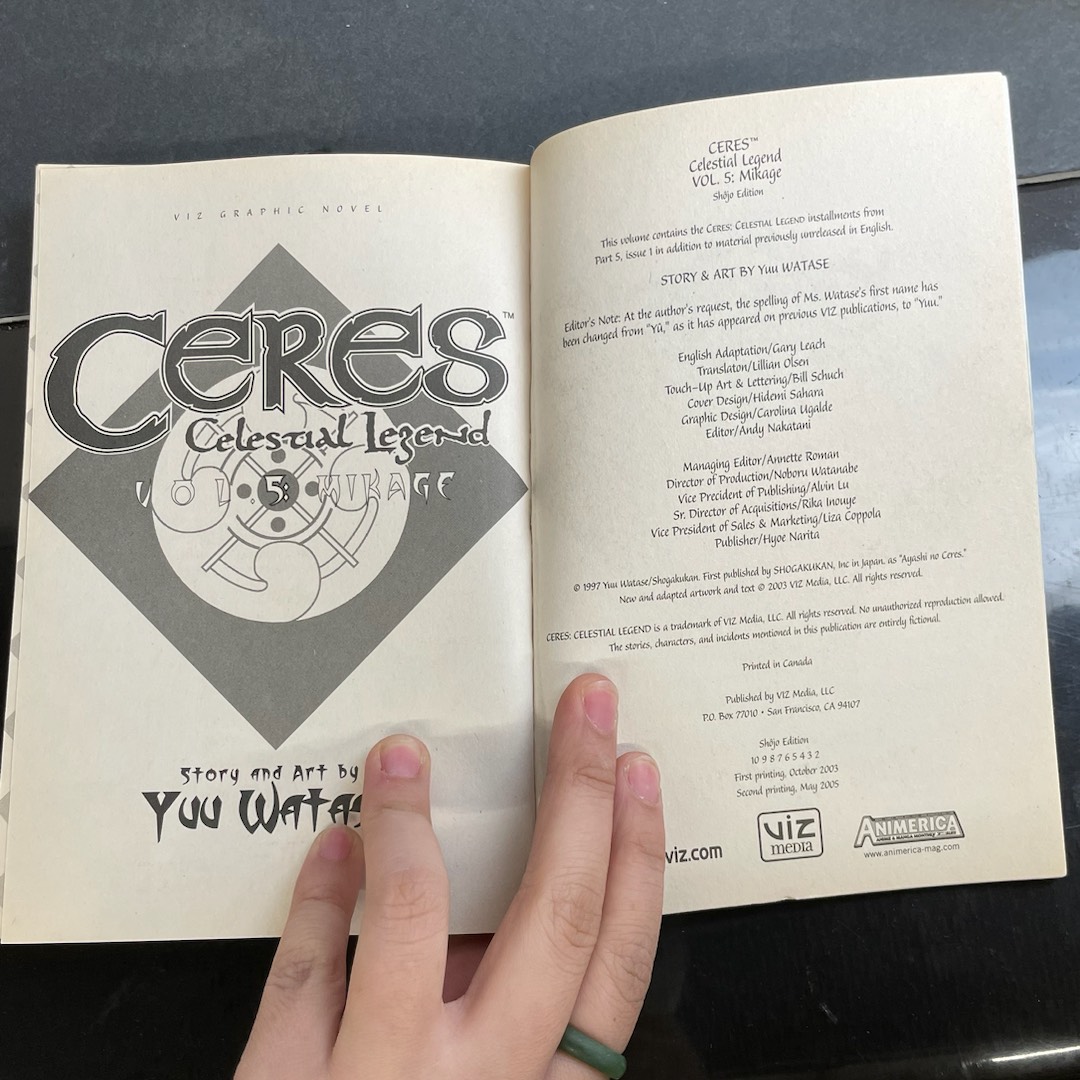 VIZ GRAPHIC NOVEL
CERES™
Celestial Legend
VOL. 5: MIKAGE
Story and Art by
YUU
CERES™
Celestial Legend
VOL. 5: Mikage
Shôjo Edition
This volume contains the CERES: CELESTIAL LEGEND installments from
Part 5, issue 1 in addition to material previously unreleased in English.
STORY & ART BY Yuu WATASE
Editor's Note: At the author's request, the spelling of Ms. Watase's first name has
been changed from "Yû," as it has appeared on previous VIZ publications, to "Yuu."
English Adaptation/Gary Leach
Translaton/Lillian Olsen
Touch-Up Art & Lettering/Bill Schuch
Cover Design/Hidemi Sahara
Graphic Design/Carolina Ugalde
Editor/Andy Nakatani
Managing Editor/Annette Roman
Director of Production/Noboru Watanabe
Vice Precident of Publishing/Alvin Lu
Sr. Director of Acquisitions/Rika Inouye
Vice President of Sales & Marketing/Liza Coppola
Publisher/Hyoe Narita
© 1997 Yuu Watase/Shogakukan. First published by SHOGAKUKAN, Inc in Japan. as "Ayashi no Ceres."
New and adapted artwork and text © 2003 VIZ Media, LLC. All rights reserved.
CERES: CELESTIAL LEGEND is a trademark of VIZ Media, LLC. All rights reserved. No unauthorized reproduction allowed.
The stories, characters, and incidents mentioned in this publication are entirely fictional.
Printed in Canada
Published by VIZ Media, LLC
P.O. Box 77010 • San Francisco, CA 94107
Shôjo Edition
10 9 8 7 6 5 4 3 2
First printing, October 2003
Second printing, May 2005
viz.com
VIZ MEDIA
ANIMERICA
ANIME & MANGA MONTHLY
www.animerica-mag.com